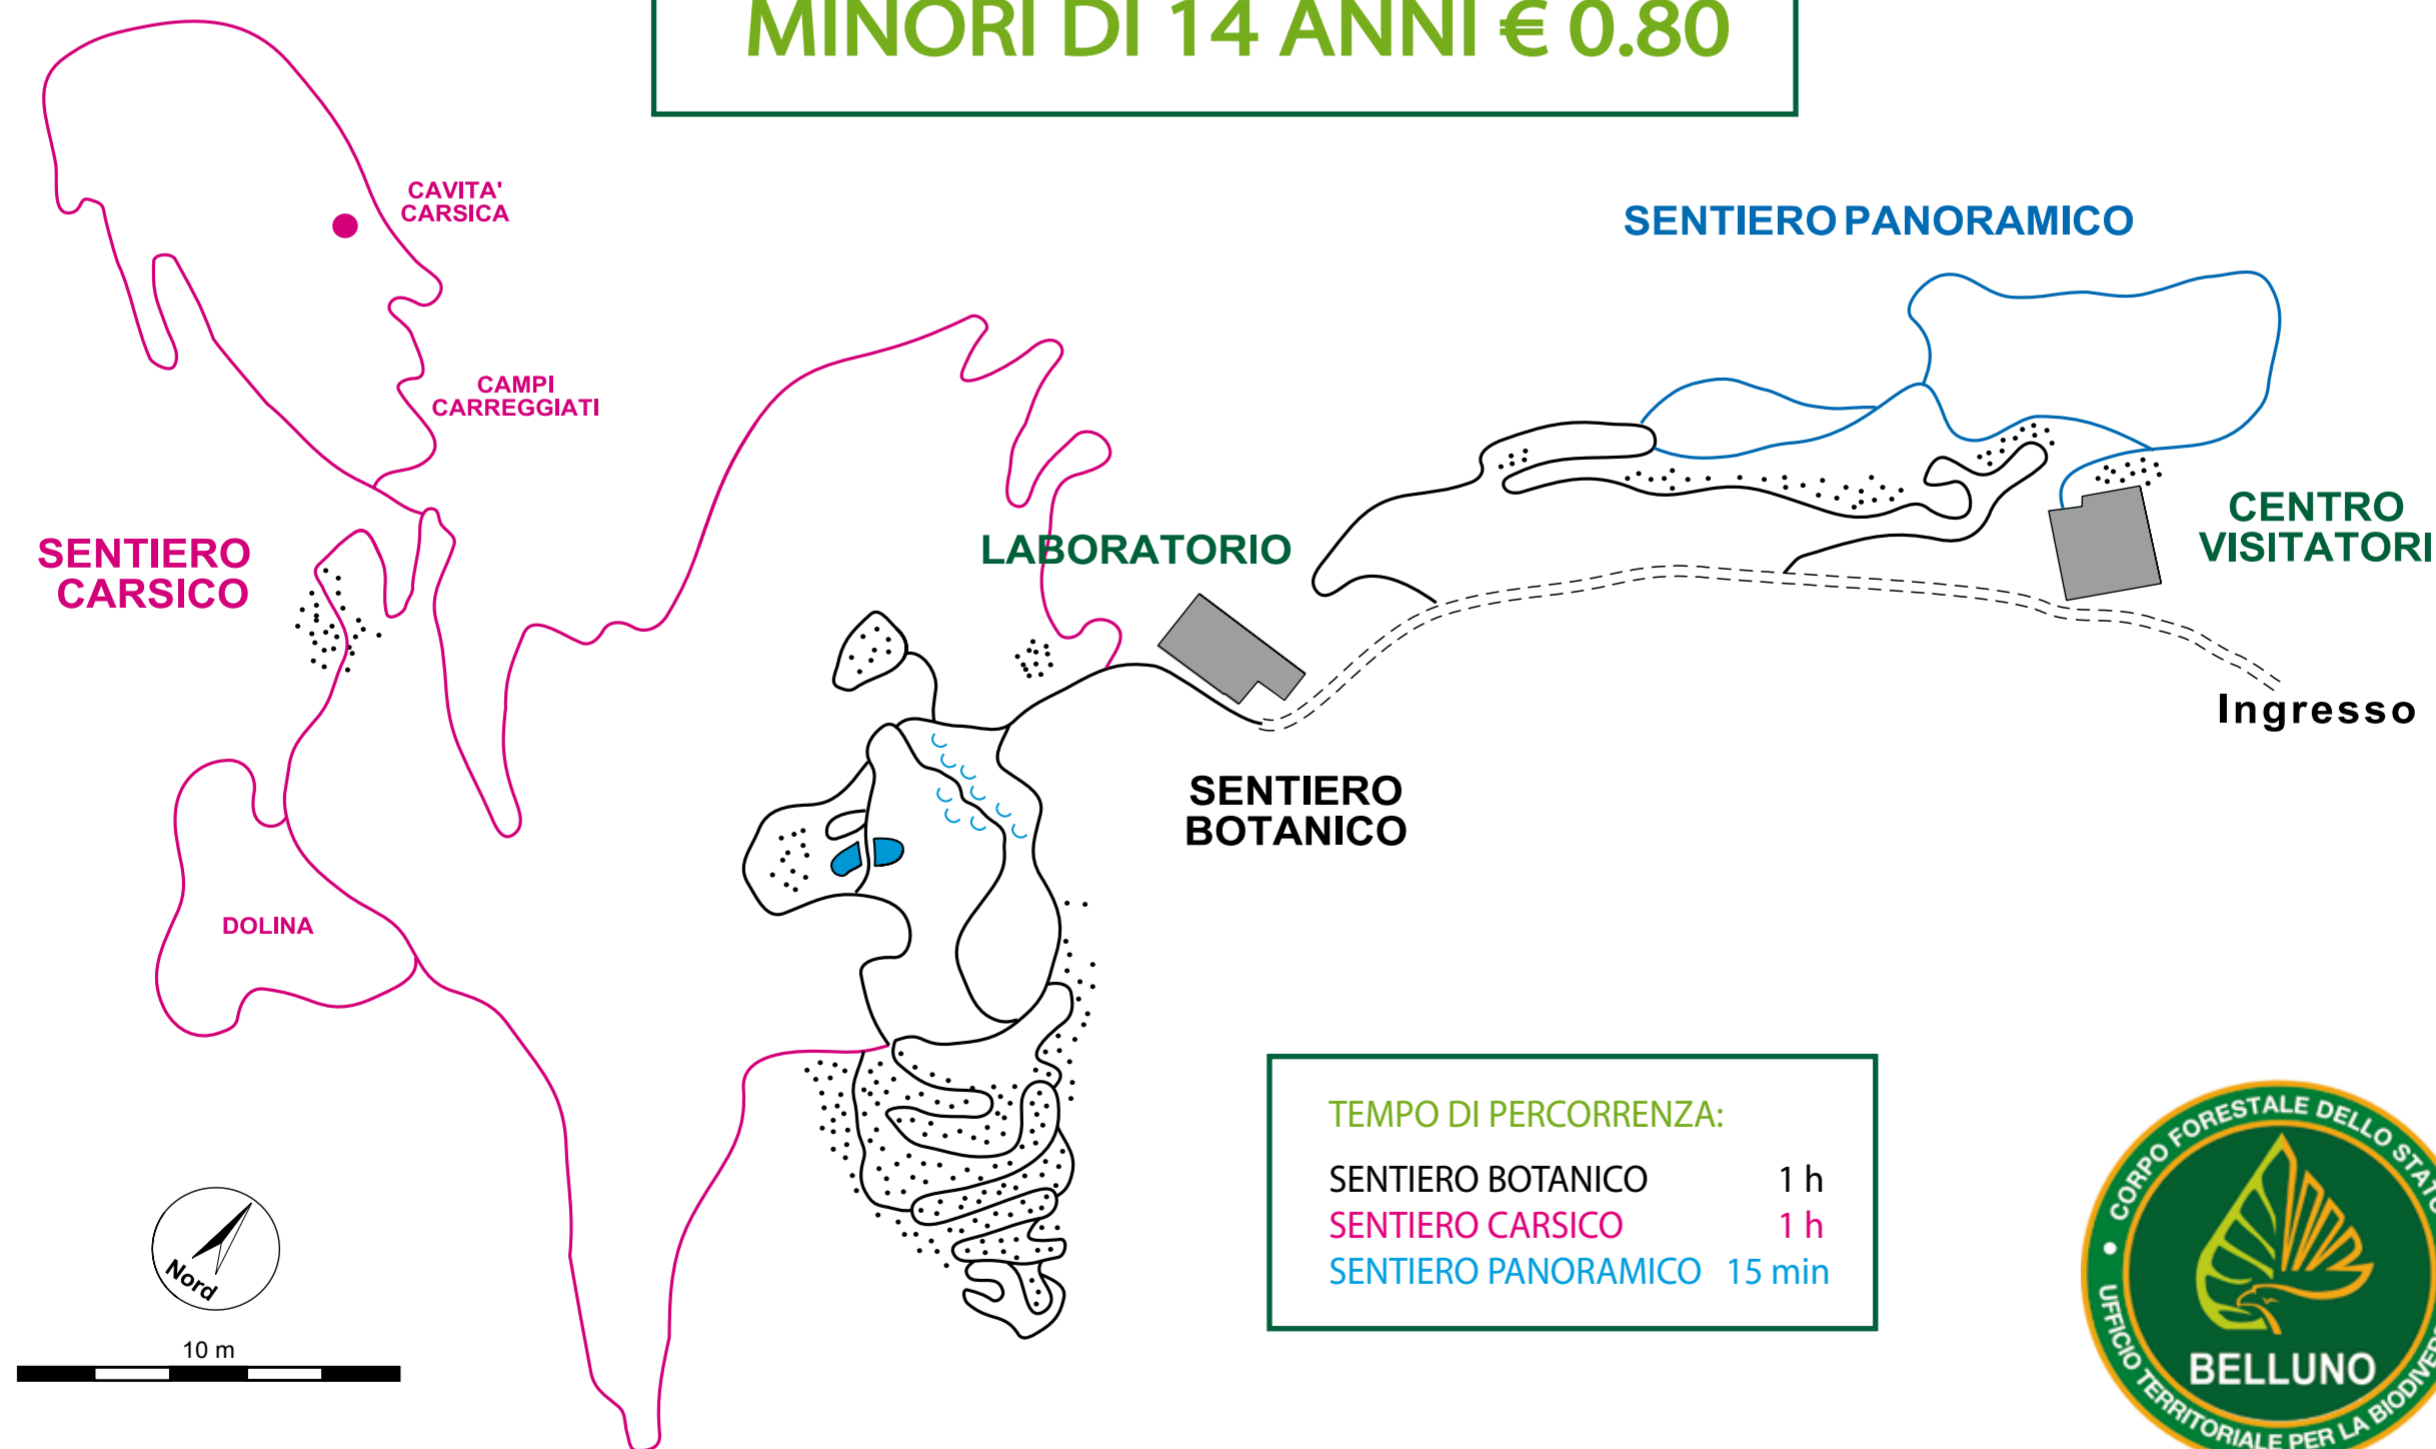 MINORI DI 14 ANNI € 0.80
CAVITA'
CARSICA
SENTIERO PANORAMICO
CAMPI
CARREGGIATI
SENTIERO
CARSICO
LABORATORIO
CENTRO
VISITATORI
Ingresso
SENTIERO
BOTANICO
DOLINA
TEMPO DI PERCORRENZA:
SENTIERO BOTANICO 1 h
SENTIERO CARSICO 1 h
SENTIERO PANORAMICO 15 min
Nord
10 m
CORPO FORESTALE DELLO STATO
BELLUNO
UFFICIO TERRITORIALE PER LA